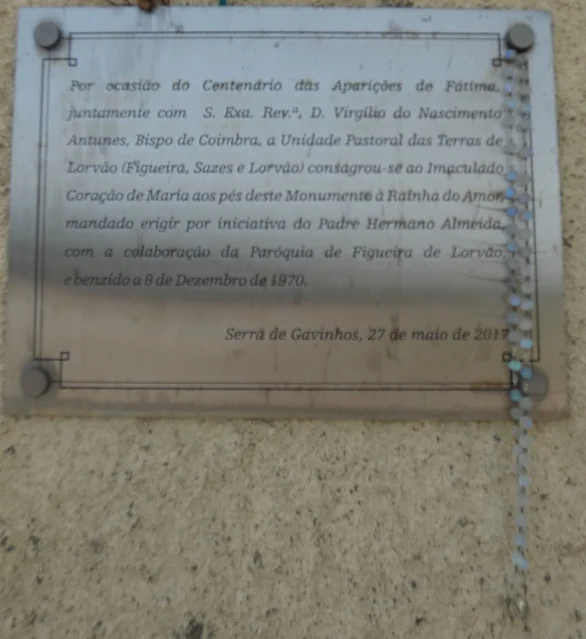 Por ocasião do Centenário das Aparições de Fátima,
juntamente com S. Exa. Rev.ª, D. Virgílio do Nascimento
Antunes, Bispo de Coimbra, a Unidade Pastoral das Terras de
Lorvão (Figueira, Sazes e Lorvão) consagrou-se ao Imaculado
Coração de Maria aos pés deste Monumento à Rainha do Amor,
mandado erigir por iniciativa do Padre Hermano Almeida,
com a colaboração da Paróquia de Figueira de Lorvão,
e benzido a 8 de Dezembro de 1970.
Serra de Gavinhos, 27 de maio de 2017